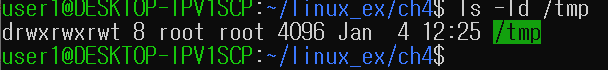 user1@DESKTOP-IPV1SCP:~/linux_ex/ch4$ ls -ld /tmp
drwxrwxrwt 8 root root 4096 Jan  4 12:25 /tmp
user1@DESKTOP-IPV1SCP:~/linux_ex/ch4$